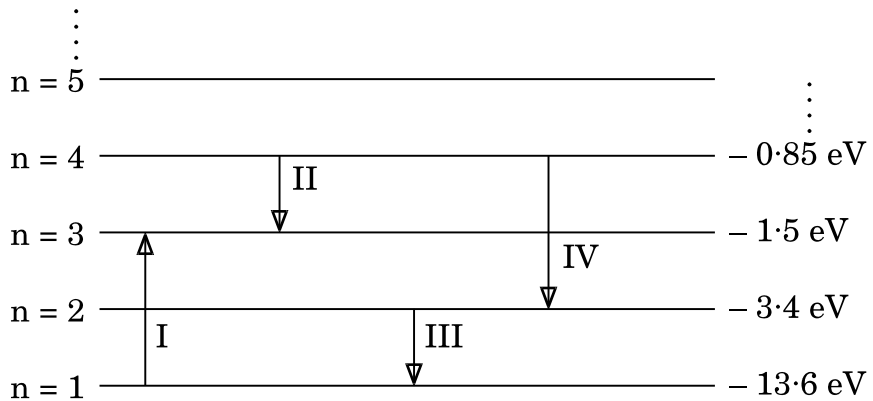 n = 5
n = 4
– 0·85 eV
II
n = 3
– 1·5 eV
IV
n = 2
– 3·4 eV
I
III
n = 1
– 13·6 eV